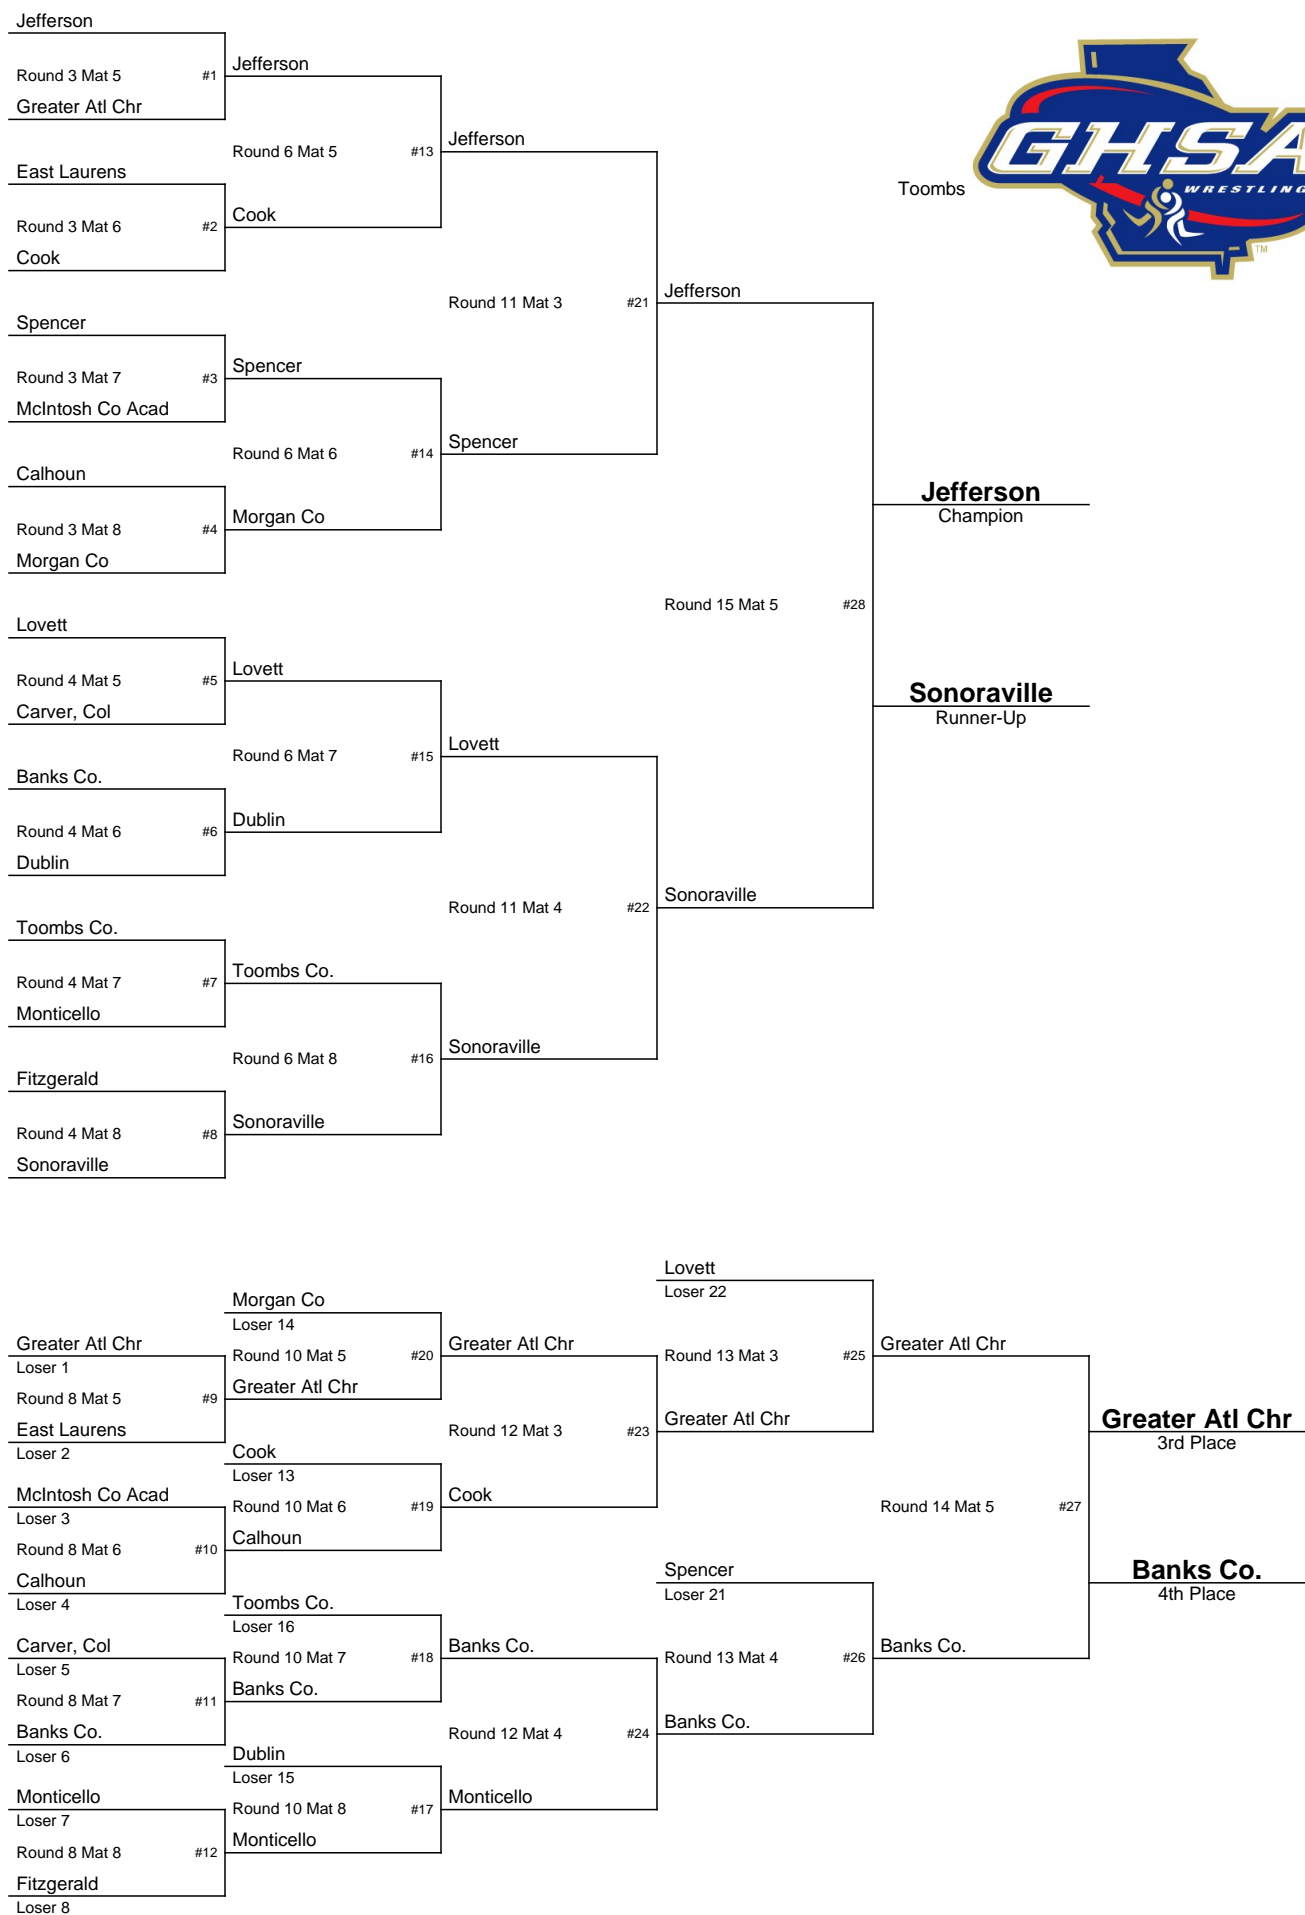 Jefferson
Round 3 Mat 5 #1
Greater Atl Chr
Jefferson
East Laurens
Round 3 Mat 6 #2
Cook
Cook
Round 6 Mat 5 #13
Jefferson
Spencer
Round 3 Mat 7 #3
McIntosh Co Acad
Spencer
Calhoun
Round 3 Mat 8 #4
Morgan Co
Morgan Co
Round 6 Mat 6 #14
Spencer
Round 11 Mat 3 #21
Jefferson
Lovett
Round 4 Mat 5 #5
Carver, Col
Lovett
Banks Co.
Round 4 Mat 6 #6
Dublin
Dublin
Round 6 Mat 7 #15
Lovett
Toombs Co.
Round 4 Mat 7 #7
Monticello
Toombs Co.
Fitzgerald
Round 4 Mat 8 #8
Sonoraville
Sonoraville
Round 6 Mat 8 #16
Sonoraville
Round 11 Mat 4 #22
Sonoraville
Round 15 Mat 5 #28
Jefferson
Champion
Sonoraville
Runner-Up
Toombs
GHSA
WRESTLING
TM
Greater Atl Chr
Loser 1
Round 8 Mat 5 #9
East Laurens
Loser 2
McIntosh Co Acad
Loser 3
Round 8 Mat 6 #10
Calhoun
Loser 4
Carver, Col
Loser 5
Round 8 Mat 7 #11
Banks Co.
Loser 6
Monticello
Loser 7
Round 8 Mat 8 #12
Fitzgerald
Loser 8
Morgan Co
Loser 14
Round 10 Mat 5 #20
Greater Atl Chr
Cook
Loser 13
Round 10 Mat 6 #19
Calhoun
Toombs Co.
Loser 16
Round 10 Mat 7 #18
Banks Co.
Dublin
Loser 15
Round 10 Mat 8 #17
Monticello
Greater Atl Chr
Round 12 Mat 3 #23
Cook
Banks Co.
Round 12 Mat 4 #24
Monticello
Lovett
Loser 22
Round 13 Mat 3 #25
Greater Atl Chr
Spencer
Loser 21
Round 13 Mat 4 #26
Banks Co.
Greater Atl Chr
Round 14 Mat 5 #27
Banks Co.
Greater Atl Chr
3rd Place
Banks Co.
4th Place